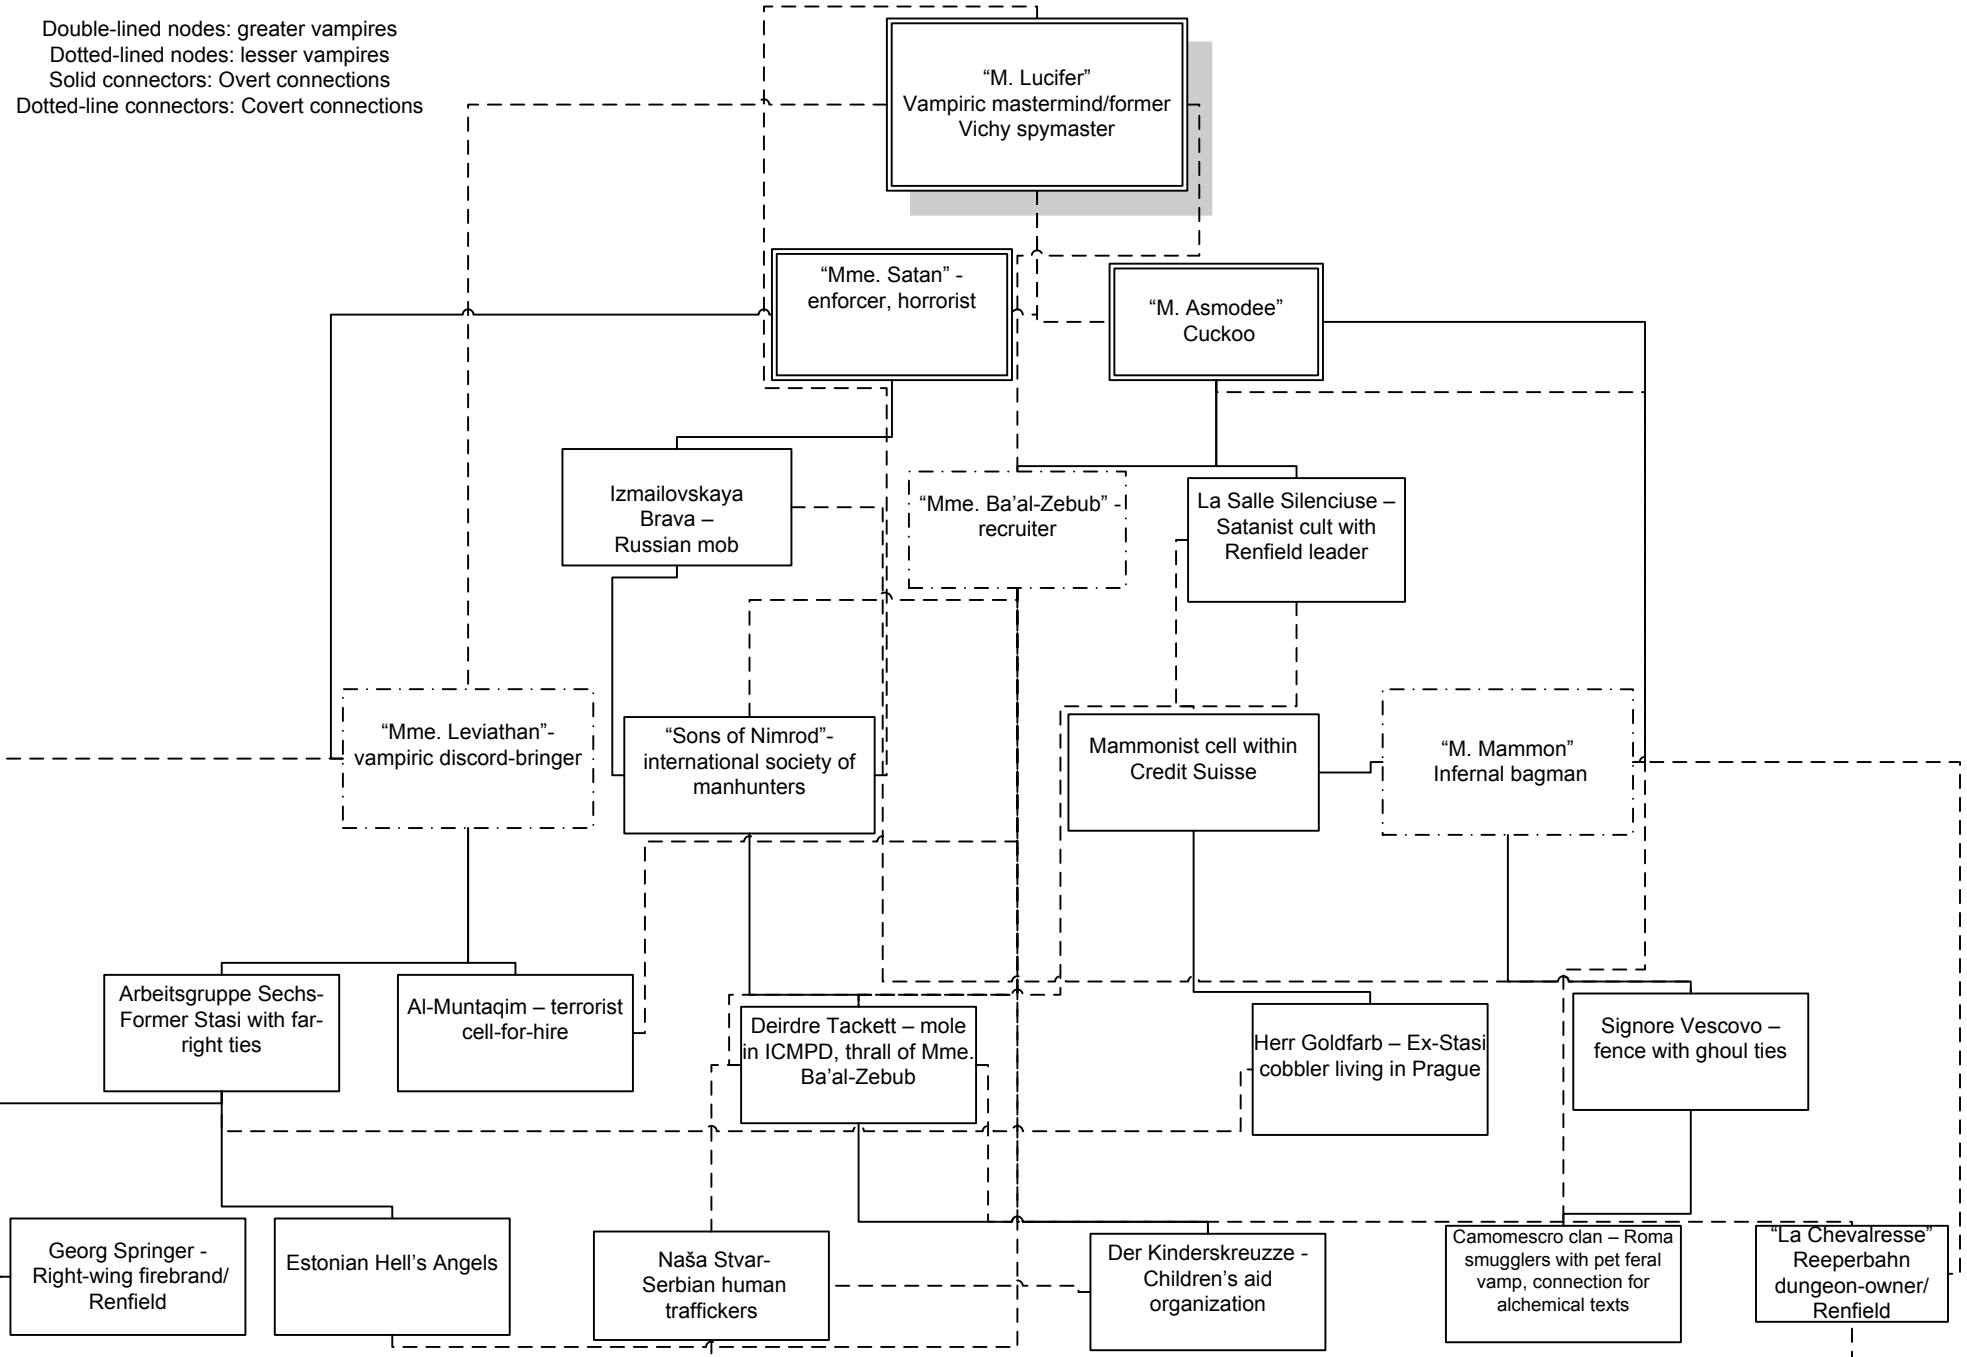 Double-lined nodes: greater vampires
Dotted-lined nodes: lesser vampires
Solid connectors: Overt connections
Dotted-line connectors: Covert connections
“M. Lucifer”
Vampiric mastermind/former
Vichy spymaster
“Mme. Satan” -
enforcer, horrorist
“M. Asmodee”
Cuckoo
Izmailovskaya
Brava –
Russian mob
“Mme. Ba’al-Zebub” -
recruiter
La Salle Silenciuse –
Satanist cult with
Renfield leader
“Mme. Leviathan”-
vampiric discord-bringer
“Sons of Nimrod”-
international society of
manhunters
Mammonist cell within
Credit Suisse
“M. Mammon”
Infernal bagman
Arbeitsgruppe Sechs-
Former Stasi with far-
right ties
Al-Muntaqim – terrorist
cell-for-hire
Deirdre Tackett – mole
in ICMPD, thrall of Mme.
Ba’al-Zebub
Herr Goldfarb – Ex-Stasi
cobbler living in Prague
Signore Vescovo –
fence with ghoul ties
Georg Springer -
Right-wing firebrand/
Renfield
Estonian Hell’s Angels
Naša Stvar-
Serbian human
traffickers
Der Kinderskreuzze -
Children’s aid
organization
Camomescro clan – Roma
smugglers with pet feral
vamp, connection for
alchemical texts
“La Chevalresse”
Reeperbahn
dungeon-owner/
Renfield